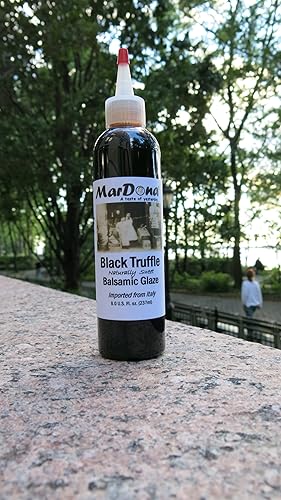 MarDona
A taste of yesterday
Black Truffle
Naturally Sweet
Balsamic Glaze
Imported from Italy
8.0 U.S. Fl. oz. (237ml)